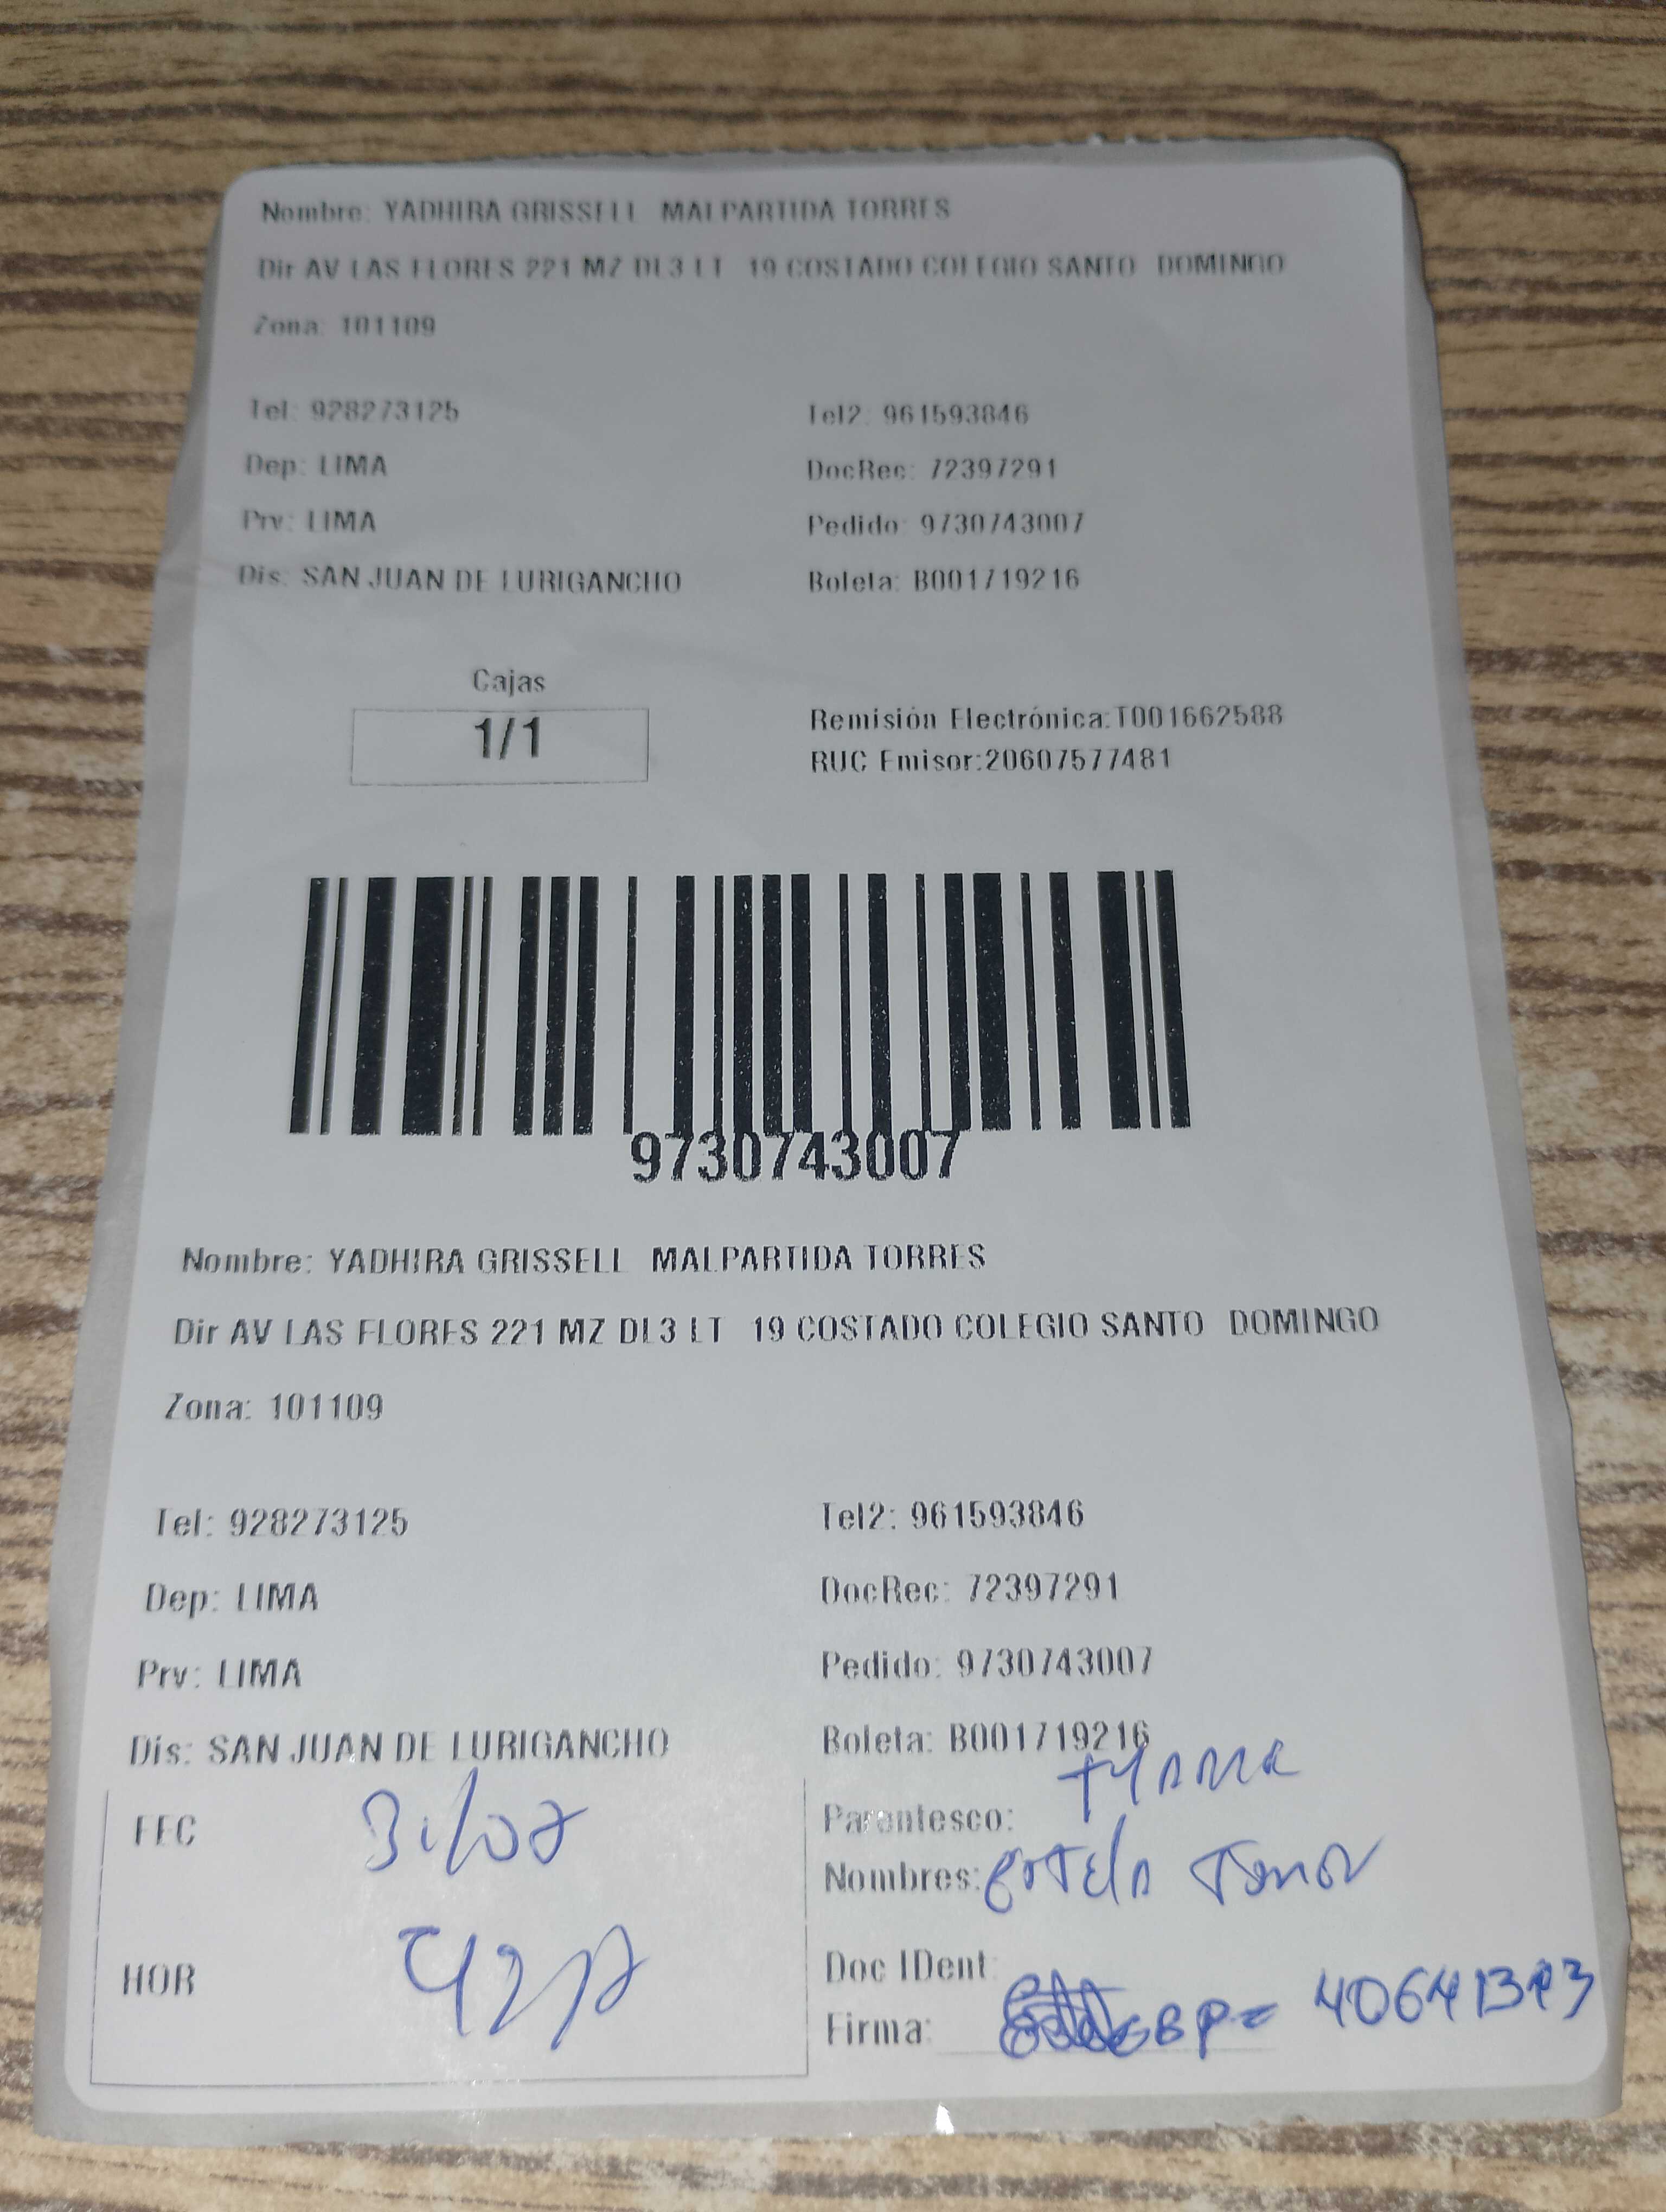 Nombre: YADHIRA GRISSELL MALPARTIDA TORRES
Dir AV LAS FLORES 221 MZ DL3 LT 19 COSTADO COLEGIO SANTO DOMINGO
Zona: 101109
Tel: 928273125 Tel2: 961593846
Dep: LIMA DocRec: 72397291
Prv: LIMA Pedido: 9730743007
Dis: SAN JUAN DE LURIGANCHO Boleta: B001719216
Cajas
1/1
Remisión Electrónica:T001662588
RUC Emisor:20607577481
9730743007
Nombre: YADHIRA GRISSELL MALPARTIDA TORRES
Dir AV LAS FLORES 221 MZ DL3 LT 19 COSTADO COLEGIO SANTO DOMINGO
Zona: 101109
Tel: 928273125 Tel2: 961593846
Dep: LIMA DocRec: 72397291
Prv: LIMA Pedido: 9730743007
Dis: SAN JUAN DE LURIGANCHO Boleta: B001719216
FEC
Parentesco:
Nombres:
HOR
Doc IDent:
Firma: